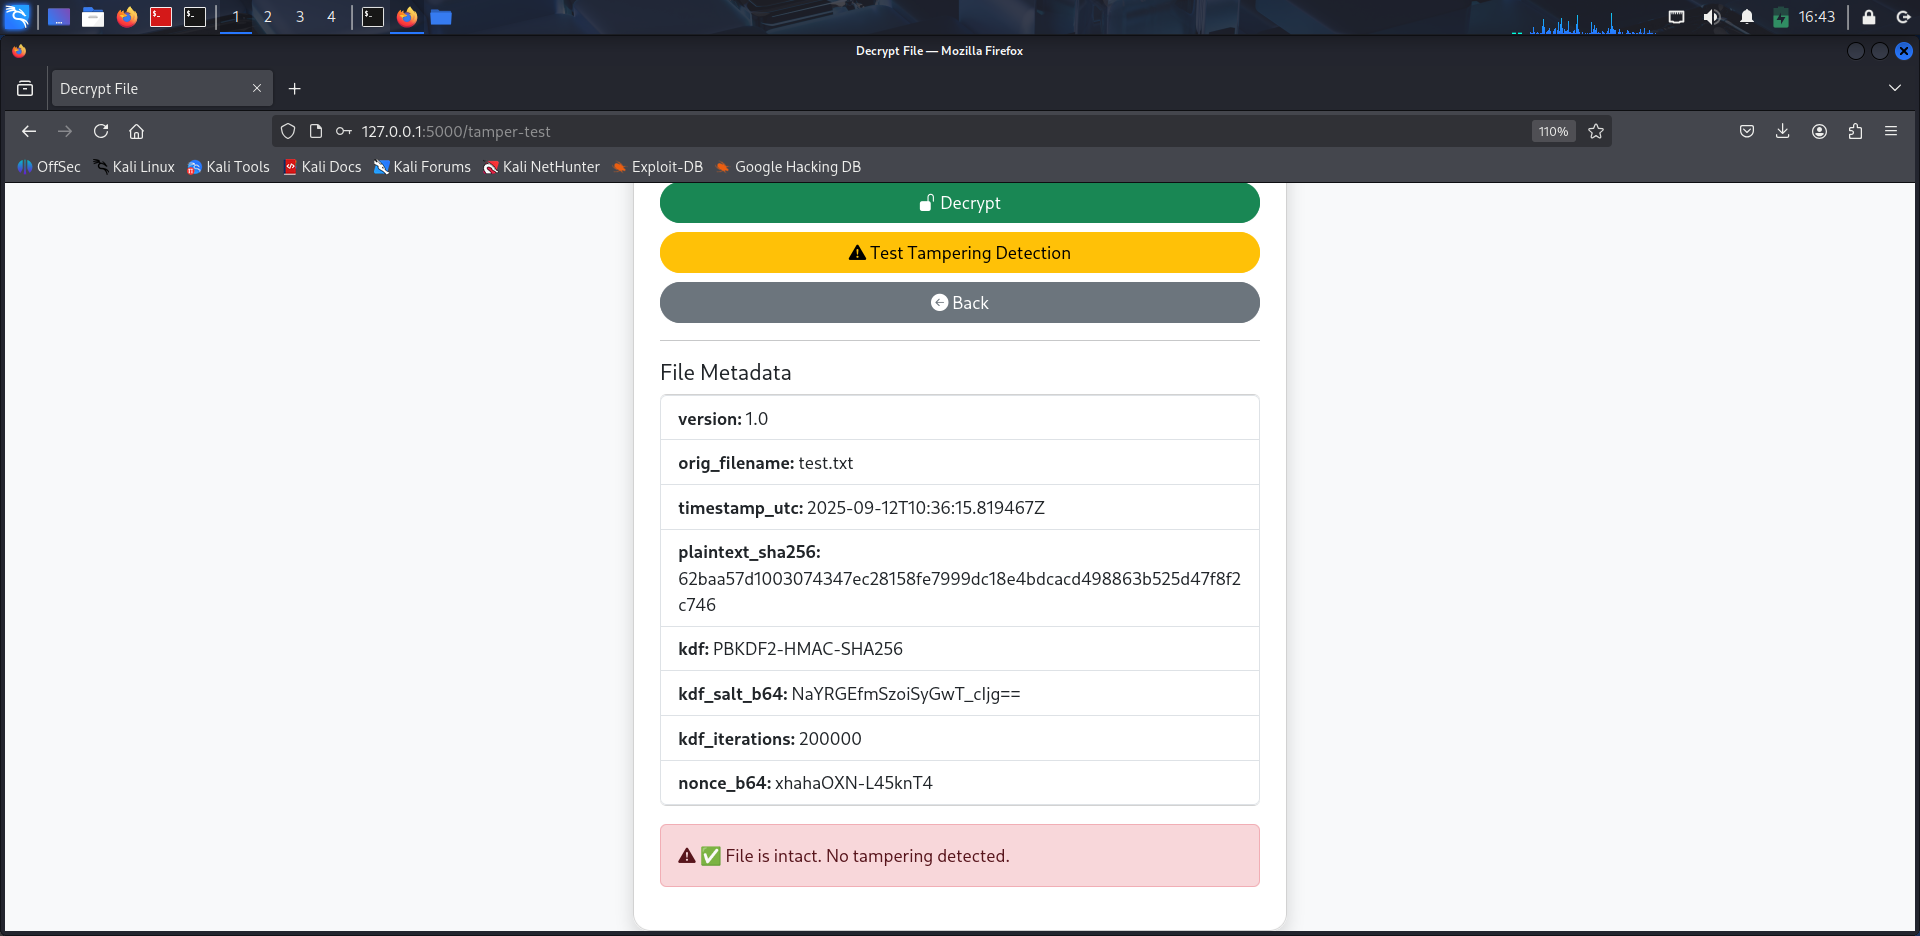 1 2 3 4 16:43
Decrypt File — Mozilla Firefox
Decrypt File
127.0.0.1:5000/tamper-test 110%
OffSec Kali Linux Kali Tools Kali Docs Kali Forums Kali NetHunter Exploit-DB Google Hacking DB
Decrypt
Test Tampering Detection
Back
File Metadata
version: 1.0
orig_filename: test.txt
timestamp_utc: 2025-09-12T10:36:15.819467Z
plaintext_sha256:
62baa57d1003074347ec28158fe7999dc18e4bdcacd498863b525d47f8f2
c746
kdf: PBKDF2-HMAC-SHA256
kdf_salt_b64: NaYRGEfmSzoiSyGwT_cIjg==
kdf_iterations: 200000
nonce_b64: xhahaOXN-L45knT4
✅ File is intact. No tampering detected.